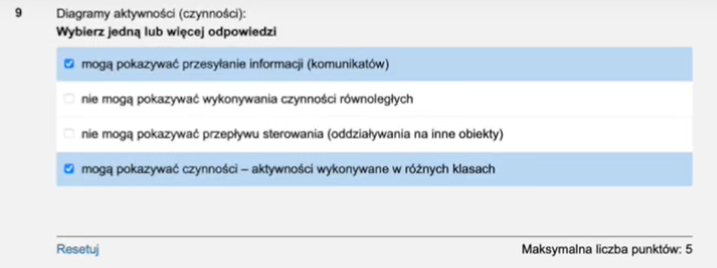 9 Diagramy aktywności (czynności):
Wybierz jedną lub więcej odpowiedzi
mogą pokazywać przesyłanie informacji (komunikatów)
nie mogą pokazywać wykonywania czynności równoległych
nie mogą pokazywać przepływu sterowania (oddziaływania na inne obiekty)
mogą pokazywać czynności – aktywności wykonywane w różnych klasach
Resetuj Maksymalna liczba punktów: 5